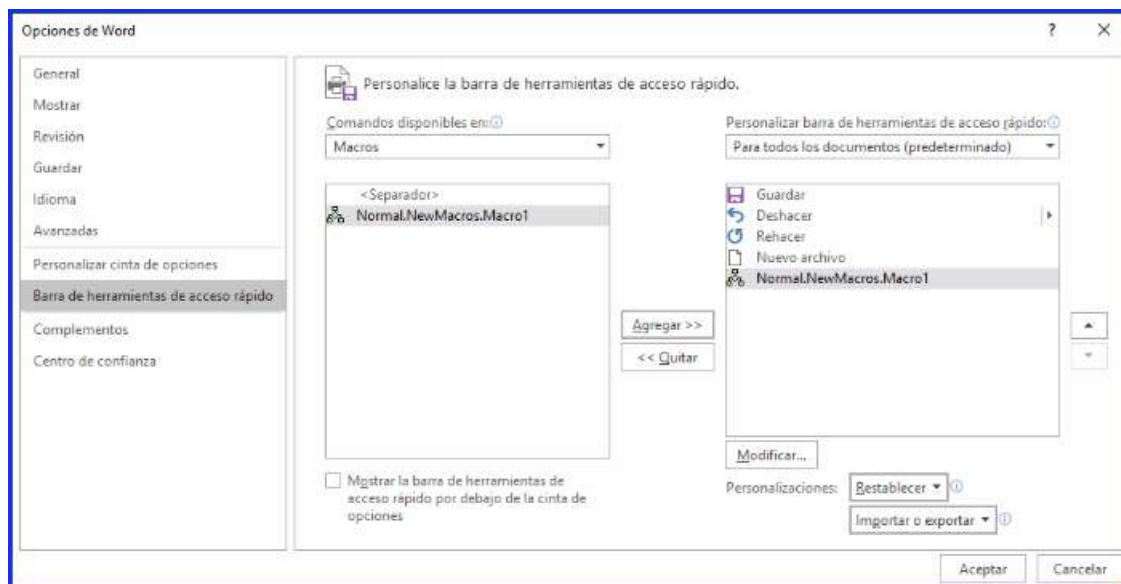 Opciones de Word
?
General
Mostrar
Revisión
Guardar
Idioma
Avanzadas
Personalizar cinta de opciones
Barra de herramientas de acceso rápido
Complementos
Centro de confianza
Personalice la barra de herramientas de acceso rápido.
Comandos disponibles en:
Macros
<Separador>
Normal.NewMacros.Macro1
Mostrar la barra de herramientas de
acceso rápido por debajo de la cinta de
opciones
Agregar >>
<< Quitar
Personalizar barra de herramientas de acceso rápido:
Para todos los documentos (predeterminado)
Guardar
Deshacer
Rehacer
Nuevo archivo
Normal.NewMacros.Macro1
Modificar...
Personalizaciones:
Restablecer
Importar o exportar
Aceptar
Cancelar